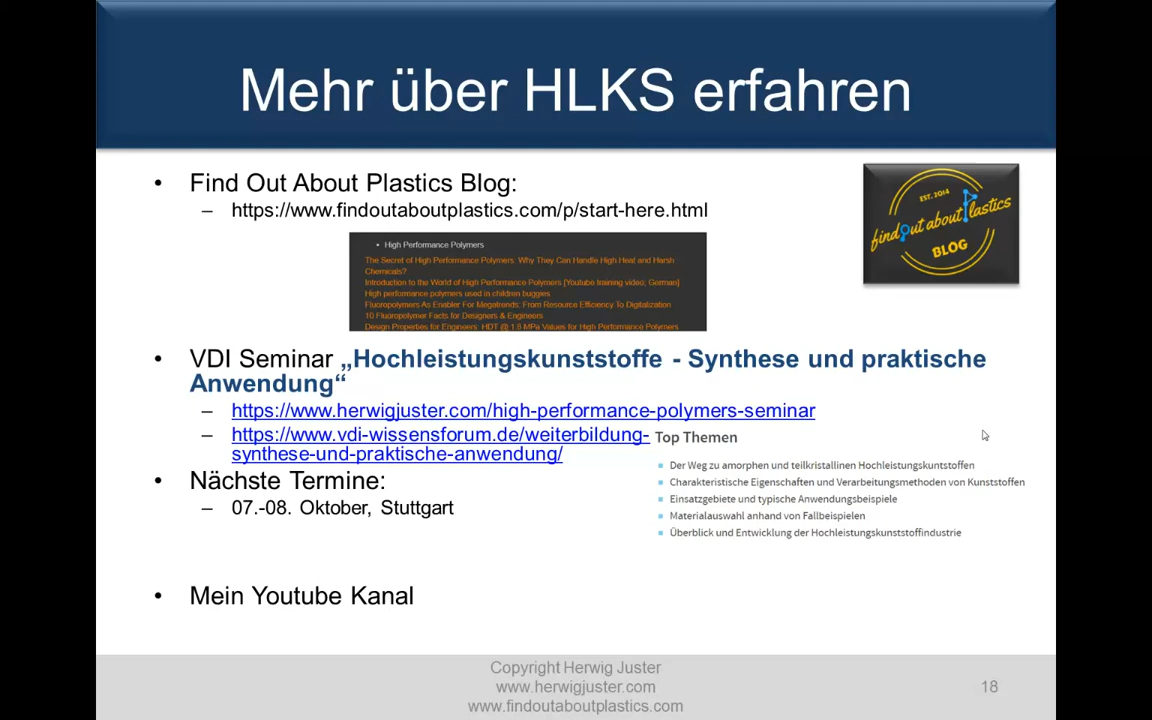 Mehr über HLKS erfahren
• Find Out About Plastics Blog:
– https://www.findoutaboutplastics.com/p/start-here.html
EST. 2014
find out about Plastics
BLOG
• High Performance Polymers
The Secret of High Performance Polymers: Why They Can Handle High Heat and Harsh
Chemicals?
Introduction to the World of High Performance Polymers [Youtube training video; German]
High performance polymers used in children buggies
Fluoropolymers As Enabler For Megatrends: From Resource Efficiency To Digitalization
10 Fluoropolymer Facts for Designers & Engineers
Design Properties for Engineers: HDT @ 1.8 MPa Values for High Performance Polymers
• VDI Seminar „Hochleistungskunststoffe - Synthese und praktische
Anwendung“
– https://www.herwigjuster.com/high-performance-polymers-seminar
– https://www.vdi-wissensforum.de/weiterbildung-
synthese-und-praktische-anwendung/
Top Themen
Der Weg zu amorphen und teilkristallinen Hochleistungskuntstoffen
Charakteristische Eigenschaften und Verarbeitungsmethoden von Kunststoffen
Einsatzgebiete und typische Anwendungsbeispiele
Materialauswahl anhand von Fallbeispielen
Überblick und Entwicklung der Hochleistungskunststoffindustrie
• Nächste Termine:
– 07.-08. Oktober, Stuttgart
• Mein Youtube Kanal
Copyright Herwig Juster
www.herwigjuster.com
www.findoutaboutplastics.com
18